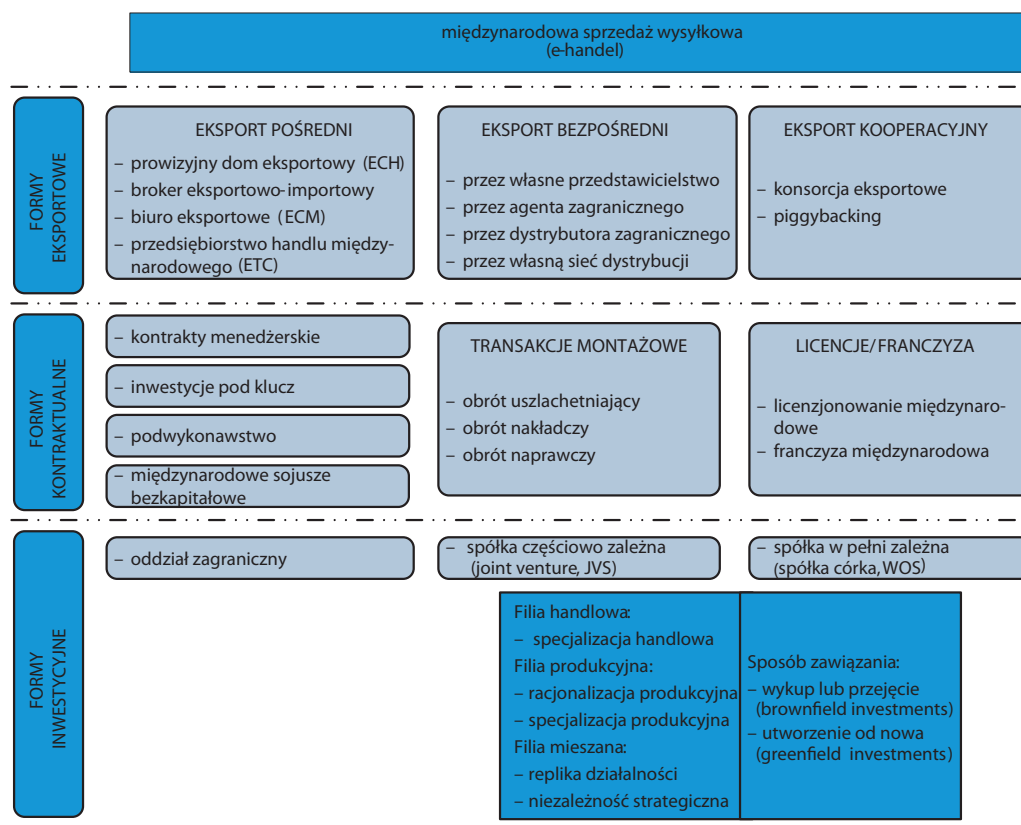 międzynarodowa sprzedaż wysyłkowa
(e-handel)
FORMY
EKSPORTOWE
EKSPORT POŚREDNI
– prowizyjny dom eksportowy (ECH)
– broker eksportowo-importowy
– biuro eksportowe (ECM)
– przedsiębiorstwo handlu między-
narodowego (ETC)
EKSPORT BEZPOŚREDNI
– przez własne przedstawicielstwo
– przez agenta zagranicznego
– przez dystrybutora zagranicznego
– przez własną sieć dystrybucji
EKSPORT KOOPERACYJNY
– konsorcja eksportowe
– piggybacking
FORMY
KONTRAKTUALNE
– kontrakty menedżerskie
– inwestycje pod klucz
– podwykonawstwo
– międzynarodowe sojusze
bezkapitałowe
TRANSAKCJE MONTAŻOWE
– obrót uszlachetniający
– obrót nakładczy
– obrót naprawczy
LICENCJE/FRANCZYZA
– licenzjonowanie międzynaro-
dowe
– franczyza międzynarodowa
FORMY
INWESTYCYJNE
– oddział zagraniczny
– spółka częściowo zależna
(joint venture, JVS)
– spółka w pełni zależna
(spółka córka, WOS)
Filia handlowa:
– specjalizacja handlowa
Filia produkcyjna:
– racjonalizacja produkcyjna
– specjalizacja produkcyjna
Filia mieszana:
– replika działalności
– niezależność strategiczna
Sposób zawiązania:
– wykup lub przejęcie
(brownfield investments)
– utworzenie od nowa
(greenfield investments)